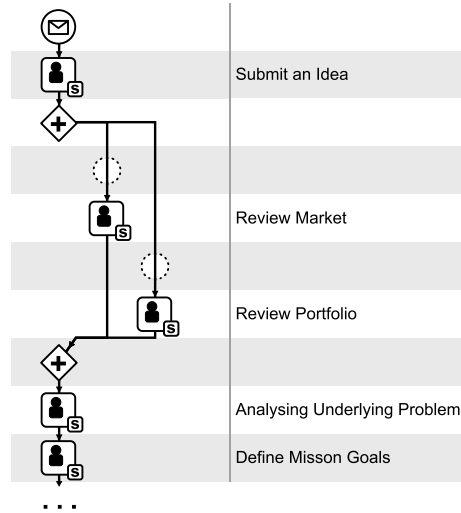 S
Submit an Idea
S
Review Market
S
Review Portfolio
S
Analysing Underlying Problem
S
Define Misson Goals
...